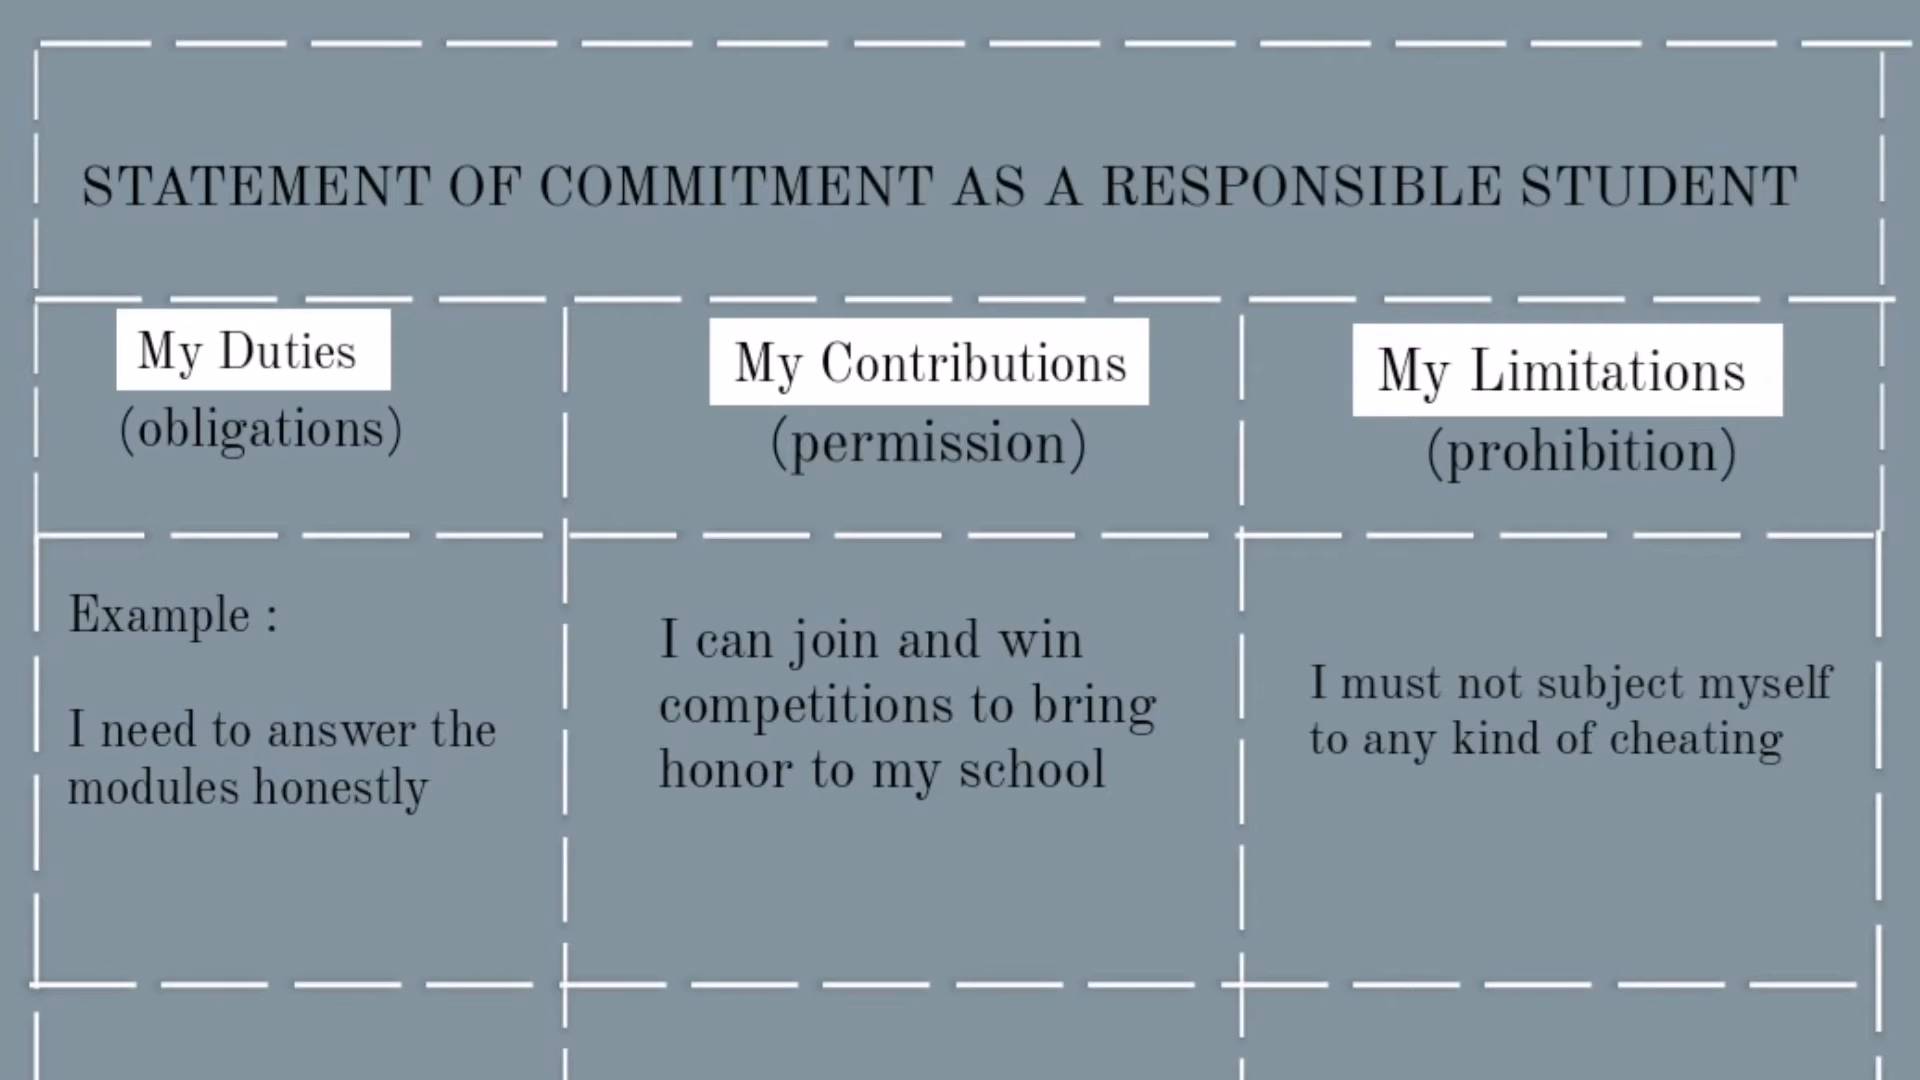 STATEMENT OF COMMITMENT AS A RESPONSIBLE STUDENT
My Duties
(obligations)
My Contributions
(permission)
My Limitations
(prohibition)
Example :
I need to answer the
modules honestly
I can join and win
competitions to bring
honor to my school
I must not subject myself
to any kind of cheating